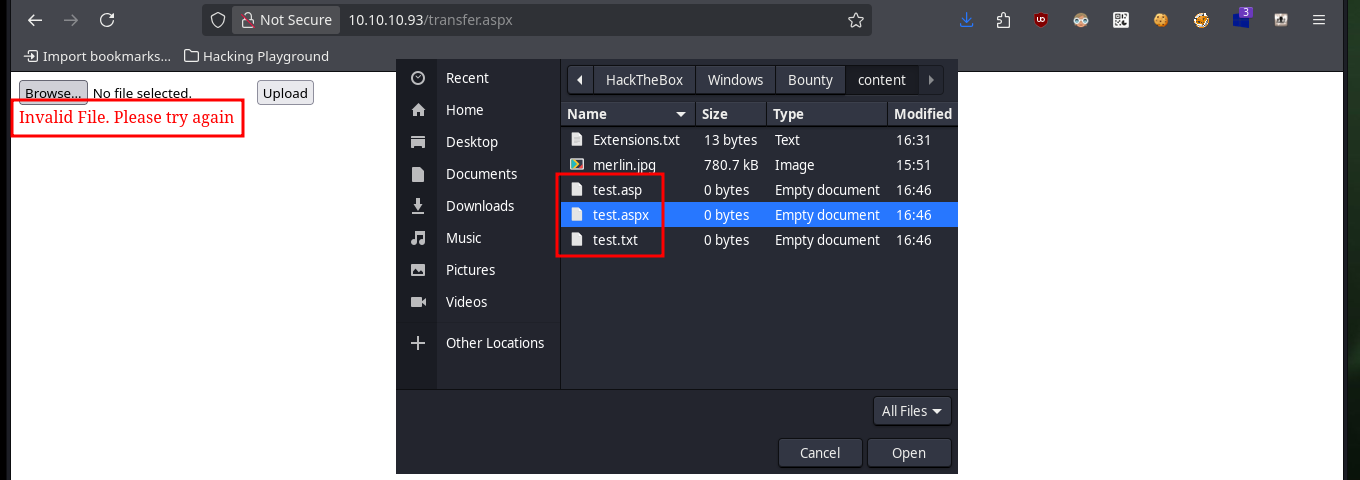 Not Secure 10.10.10.93/transfer.aspx 3
Import bookmarks... Hacking Playground
Browse... No file selected. Upload
Invalid File. Please try again
Recent
Home
Desktop
Documents
Downloads
Music
Pictures
Videos
Other Locations
HackTheBox Windows Bounty content
Name Size Type Modified
Extensions.txt 13 bytes Text 16:31
merlin.jpg 780.7 kB Image 15:51
test.asp 0 bytes Empty document 16:46
test.aspx 0 bytes Empty document 16:46
test.txt 0 bytes Empty document 16:46
All Files
Cancel Open